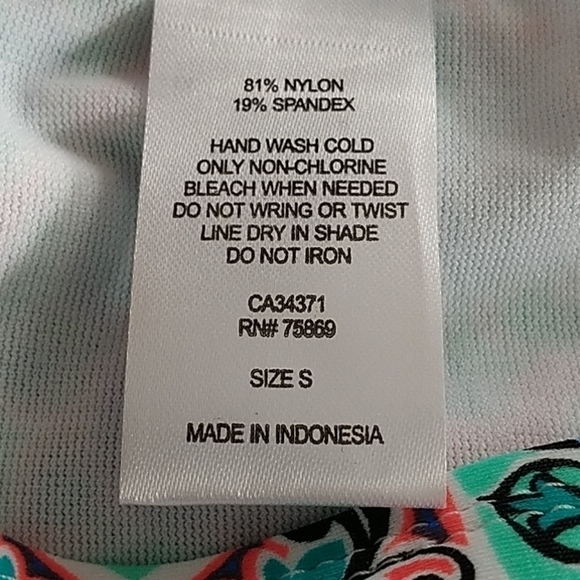 81% NYLON
19% SPANDEX
HAND WASH COLD
ONLY NON-CHLORINE
BLEACH WHEN NEEDED
DO NOT WRING OR TWIST
LINE DRY IN SHADE
DO NOT IRON
CA34371
RN# 75869
SIZE S
MADE IN INDONESIA